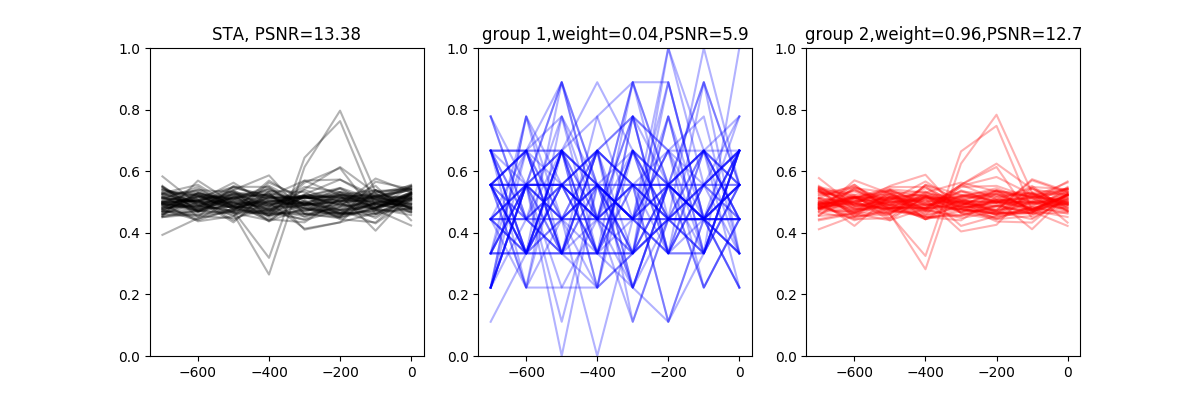 STA, PSNR=13.38
group 1,weight=0.04,PSNR=5.9
group 2,weight=0.96,PSNR=12.7
1.0 1.0 1.0
0.8 0.8 0.8
0.6 0.6 0.6
0.4 0.4 0.4
0.2 0.2 0.2
0.0 0.0 0.0
−600 −400 −200 0 −600 −400 −200 0 −600 −400 −200 0